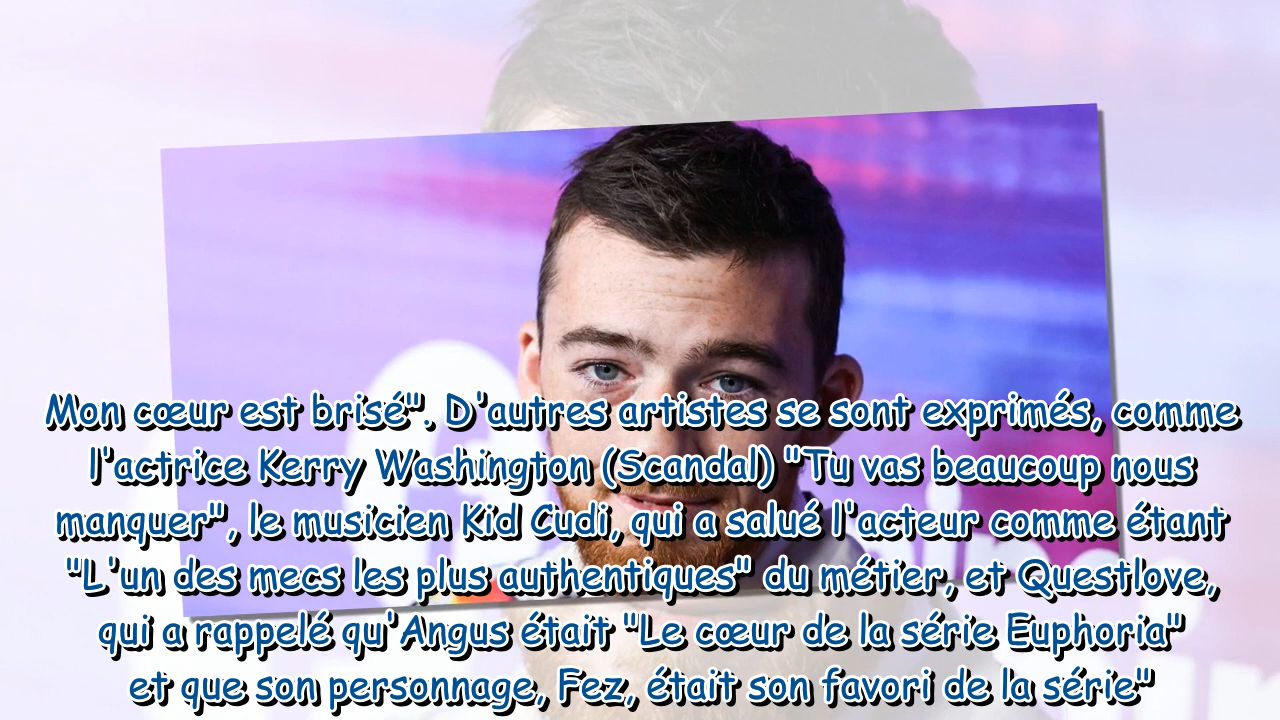 Mon cœur est brisé". D'autres artistes se sont exprimés, comme
l'actrice Kerry Washington (Scandal) "Tu vas beaucoup nous
manquer", le musicien Kid Cudi, qui a salué l'acteur comme étant
"L'un des mecs les plus authentiques" du métier, et Questlove,
qui a rappelé qu'Angus était "Le cœur de la série Euphoria"
et que son personnage, Fez, était son favori de la série"